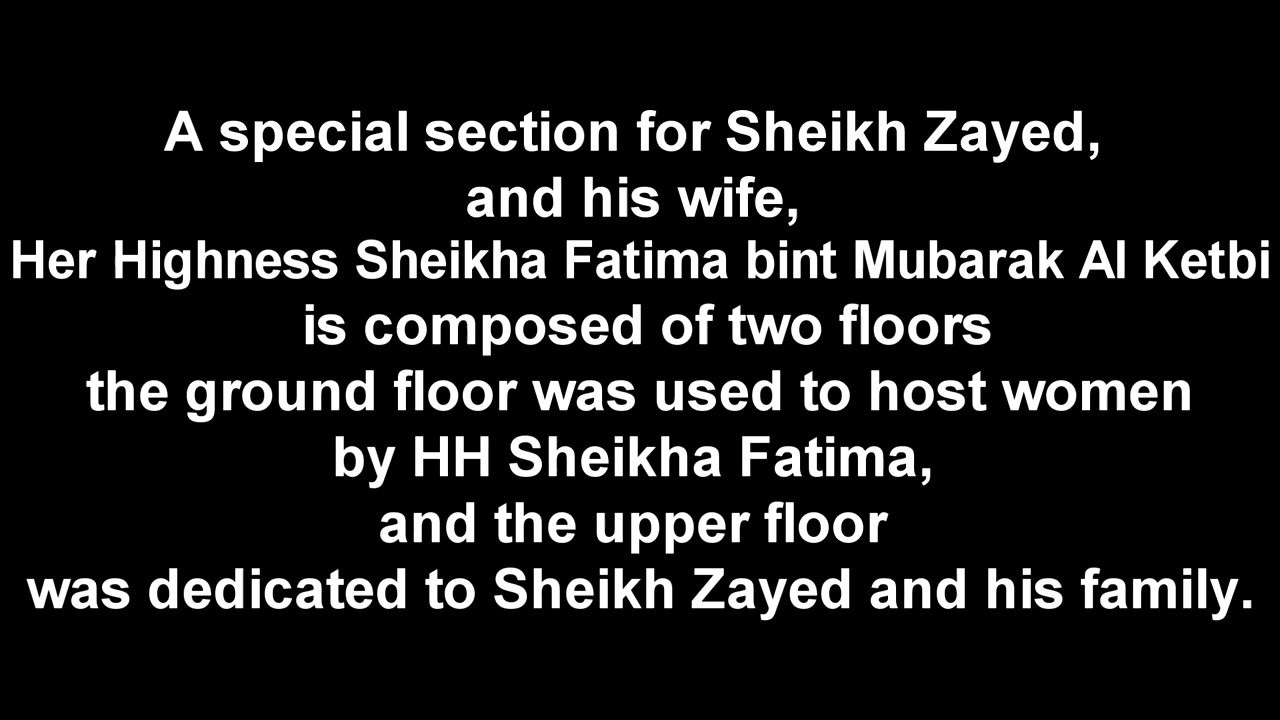 A special section for Sheikh Zayed,
and his wife,
Her Highness Sheikha Fatima bint Mubarak Al Ketbi
is composed of two floors
the ground floor was used to host women
by HH Sheikha Fatima,
and the upper floor
was dedicated to Sheikh Zayed and his family.